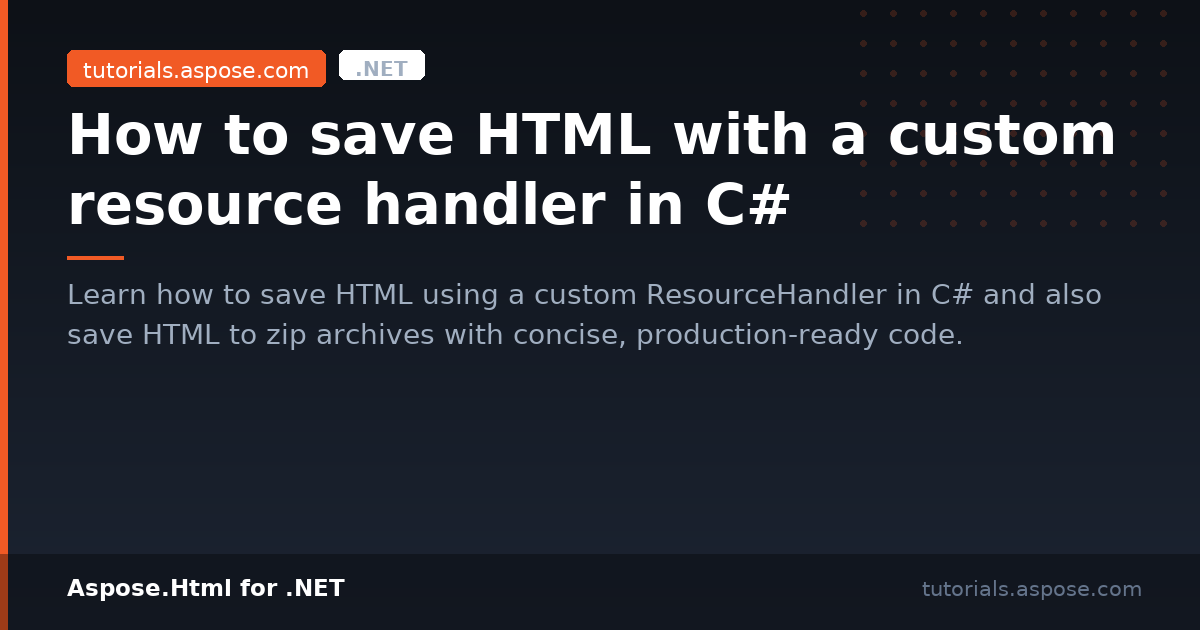 tutorials.aspose.com
.NET
How to save HTML with a custom
resource handler in C#
Learn how to save HTML using a custom ResourceHandler in C# and also
save HTML to zip archives with concise, production-ready code.
Aspose.Html for .NET
tutorials.aspose.com